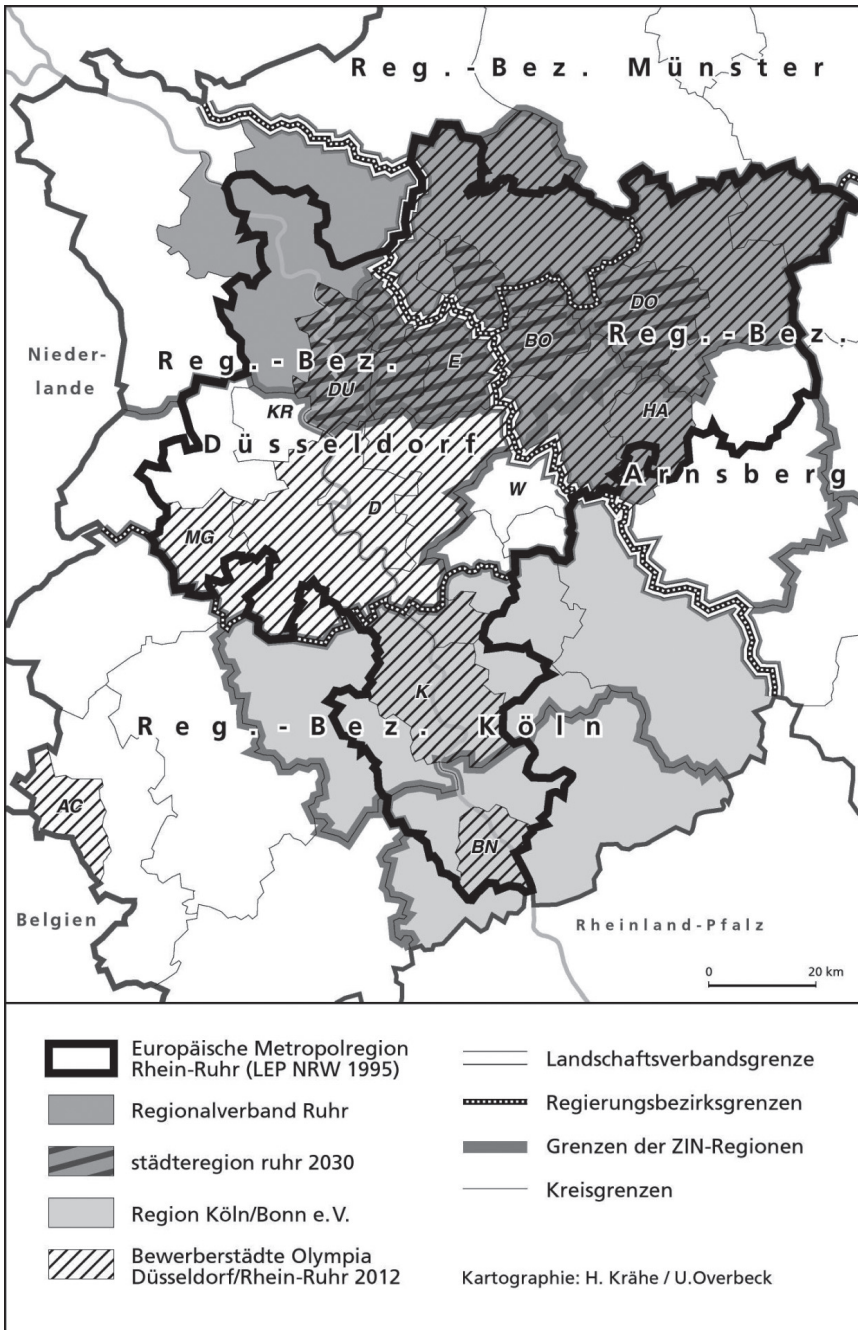 Reg.-Bez. Münster
Nieder-
lande
Reg.-Bez.
Düsseldorf
DU
E
BO
DO
Reg.-Bez.
Arnsberg
HA
KR
W
D
MG
K
Reg.-Bez. Köln
AC
BN
Belgien
Rheinland-Pfalz
0 20 km
Europäische Metropolregion
Rhein-Ruhr (LEP NRW 1995)
Regionalverband Ruhr
städteregion ruhr 2030
Region Köln/Bonn e.V.
Bewerberstädte Olympia
Düsseldorf/Rhein-Ruhr 2012
Landschaftsverbandsgrenze
Regierungsbezirksgrenzen
Grenzen der ZIN-Regionen
Kreisgrenzen
Kartographie: H. Krähe / U.Overbeck